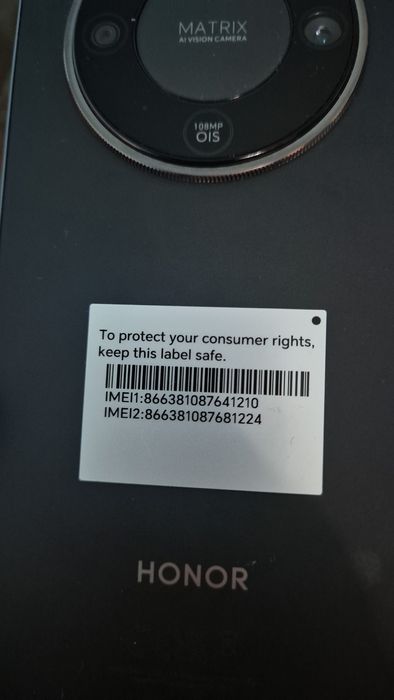 MATRIX
AI VISION CAMERA
108MP
OIS
To protect your consumer rights,
keep this label safe.
IMEI1:866381087641210
IMEI2:866381087681224
HONOR